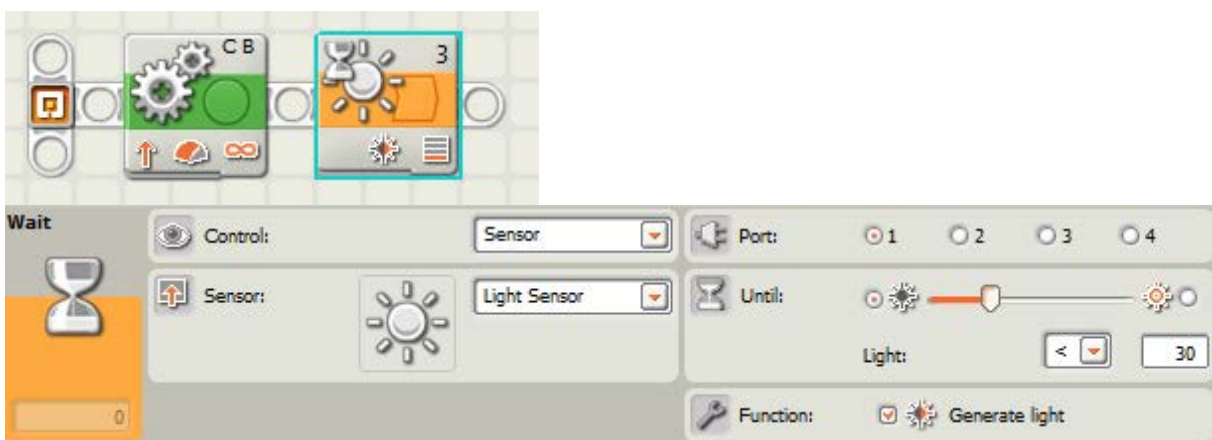 C B
3
Wait
Control:
Sensor
Port:
1 2 3 4
Sensor:
Light Sensor
Until:
Light:
<
30
0
Function:
Generate light